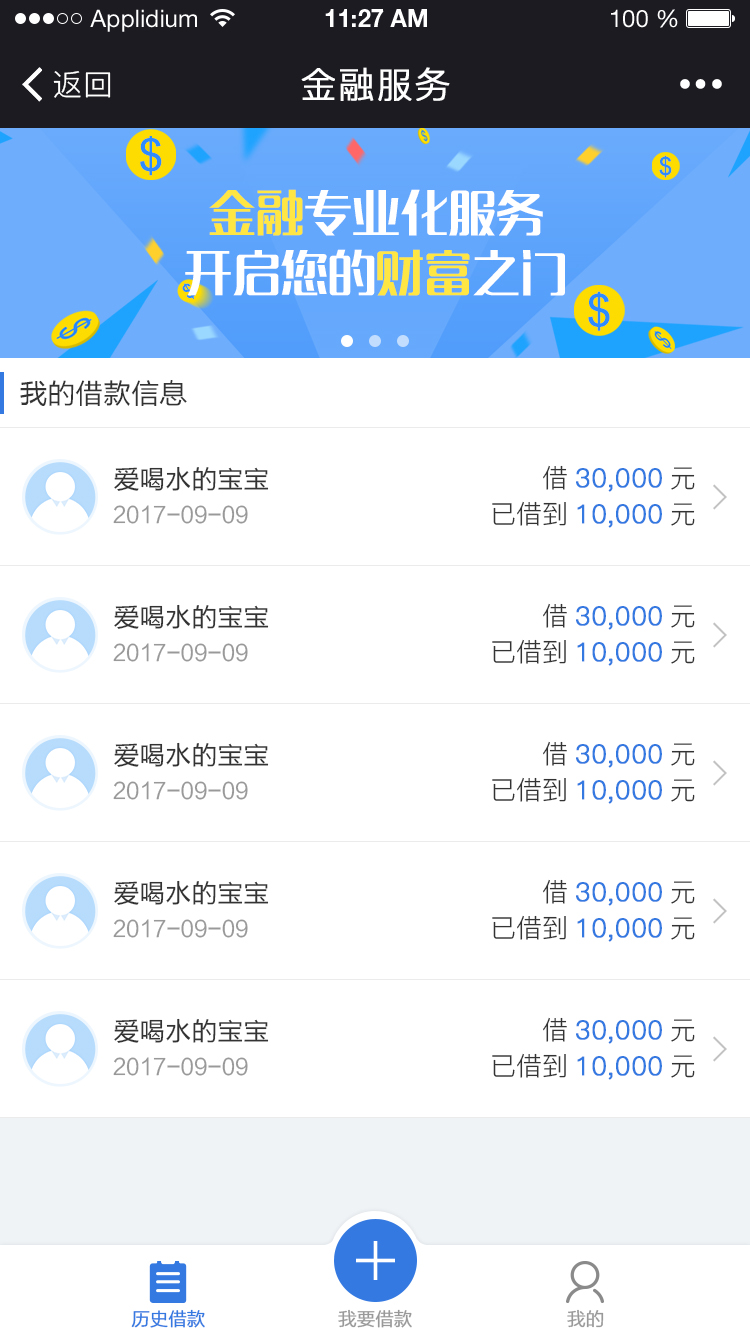 Applidium 11:27 AM 100 %
返回 金融服务
金融专业化服务
开启您的财富之门
我的借款信息
爱喝水的宝宝 借 30,000 元
2017-09-09 已借到 10,000 元
爱喝水的宝宝 借 30,000 元
2017-09-09 已借到 10,000 元
爱喝水的宝宝 借 30,000 元
2017-09-09 已借到 10,000 元
爱喝水的宝宝 借 30,000 元
2017-09-09 已借到 10,000 元
爱喝水的宝宝 借 30,000 元
2017-09-09 已借到 10,000 元
历史借款 我要借款 我的